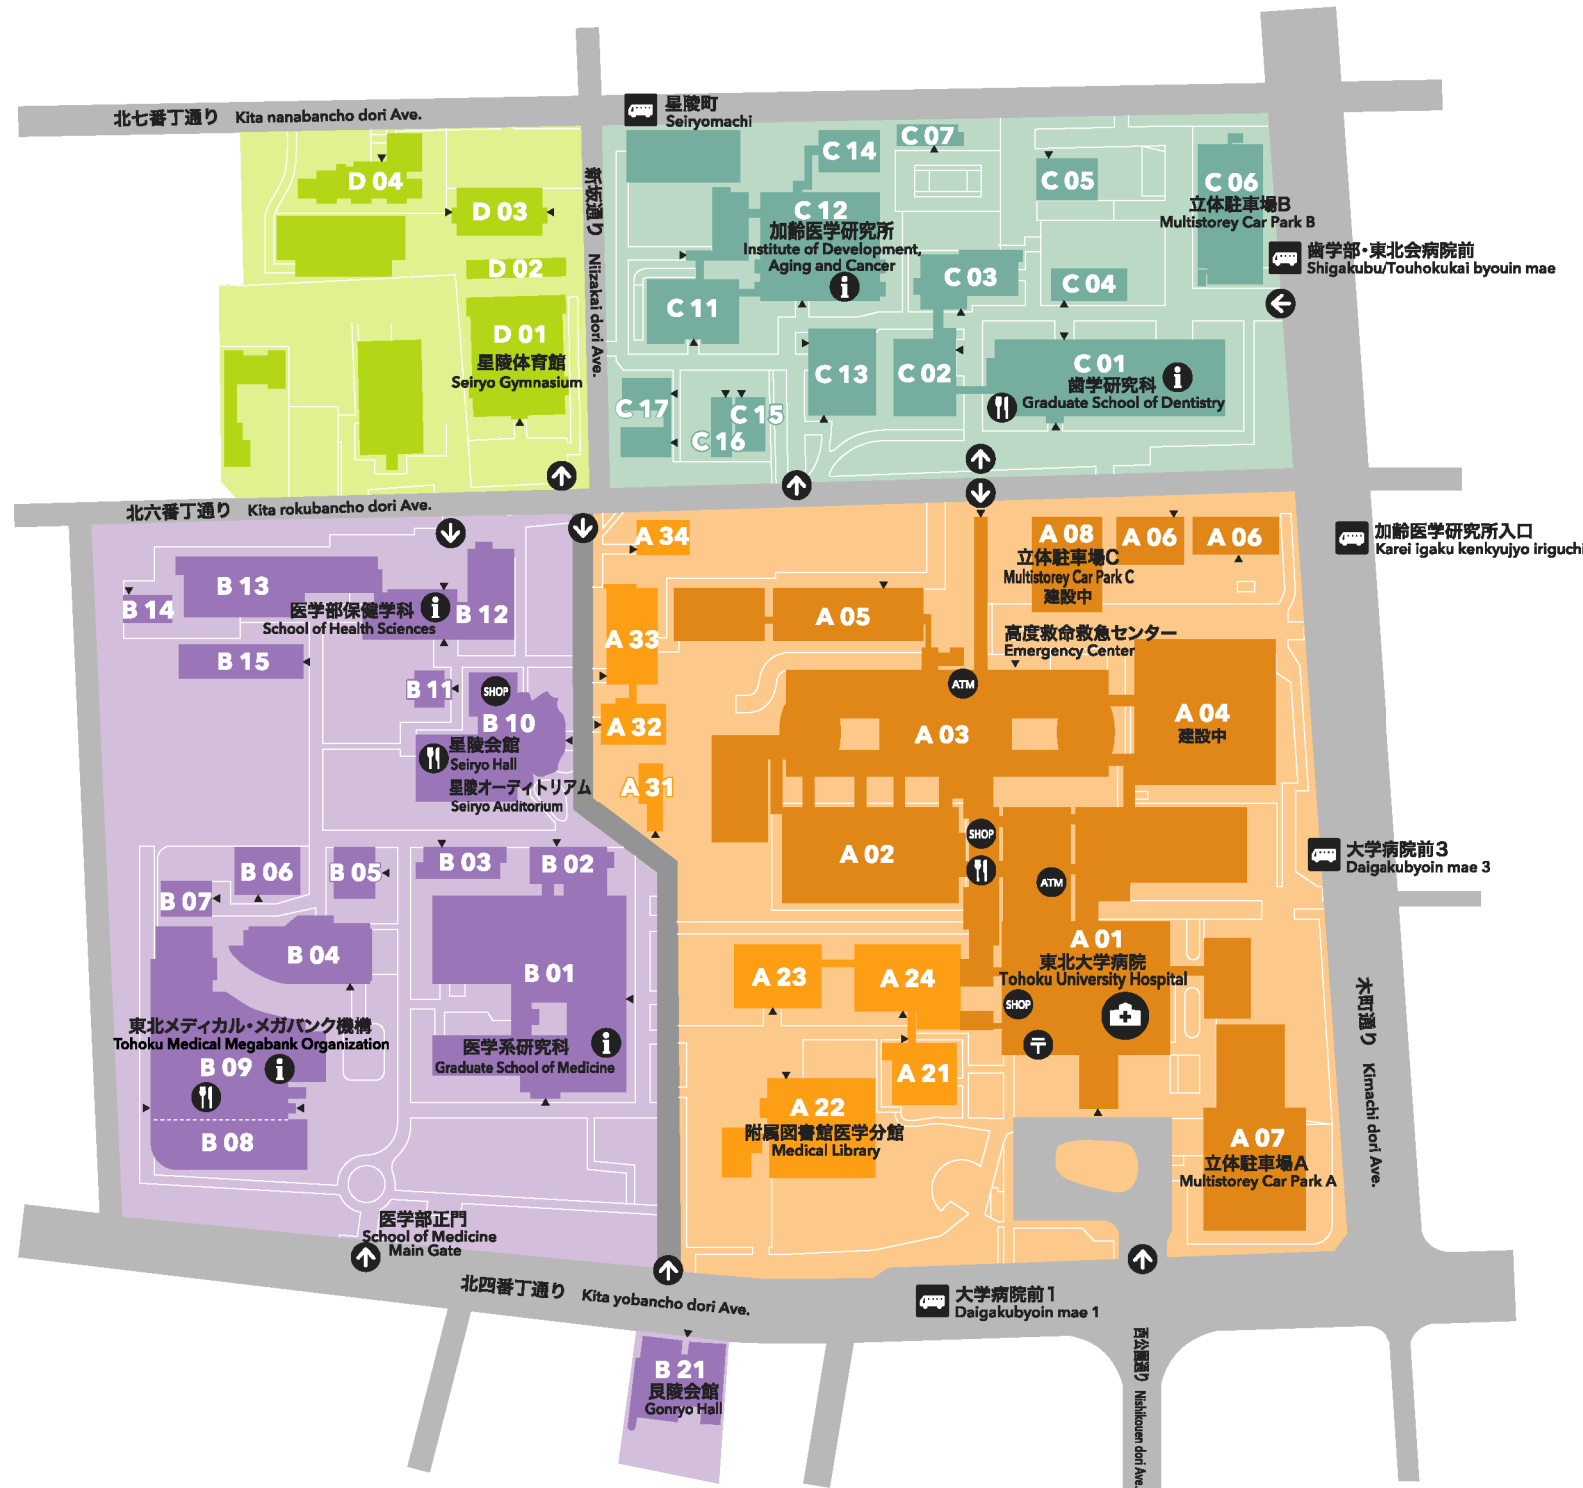 北七番丁通り Kita nanabancho dori Ave.
星陵町
Seiryomachi
新坂通り Niizakai dori Ave.
D 04
D 03
D 02
D 01
星陵体育館
Seiryo Gymnasium
C 14
C 07
C 05
C 06
立体駐車場B
Multistorey Car Park B
C 12
加齢医学研究所
Institute of Development,
Aging and Cancer
歯学部・東北会病院前
Shigakubu/Touhokukai byouin mae
C 03
C 04
C 11
C 13
C 02
C 01
歯学研究科
Graduate School of Dentistry
C 17
C 15
C 16
北六番丁通り Kita rokubancho dori Ave.
加齢医学研究所入口
Karei igaku kenkyujyo iriguchi
B 13
B 14
医学部保健学科
School of Health Sciences
B 12
B 15
B 11
SHOP
B 10
星陵会館
Seiryo Hall
星陵オーディトリアム
Seiryo Auditorium
A 34
A 33
A 32
A 31
A 05
A 08
立体駐車場C
Multistorey Car Park C
建設中
A 06
A 06
高度救命救急センター
Emergency Center
ATM
A 03
A 04
建設中
A 02
SHOP
ATM
大学病院前3
Daigakubyoin mae 3
B 03
B 02
B 06
B 05
B 07
B 04
B 01
医学系研究科
Graduate School of Medicine
東北メディカル・メガバンク機構
Tohoku Medical Megabank Organization
B 09
B 08
A 23
A 24
A 01
東北大学病院
Tohoku University Hospital
SHOP
〒
A 21
A 22
附属図書館医学分館
Medical Library
A 07
立体駐車場A
Multistorey Car Park A
木町通り Kimachi dori Ave.
医学部正門
School of Medicine
Main Gate
北四番丁通り Kita yobancho dori Ave.
大学病院前1
Daigakubyoin mae 1
西公園通り Nishikouen dori Ave.
B 21
艮陵会館
Gonryo Hall